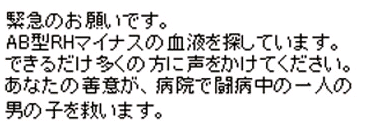 緊急のお願いです。
AB型RHマイナスの血液を探しています。
できるだけ多くの方に声をかけてください。
あなたの善意が、病院で闘病中の一人の
男の子を救います。